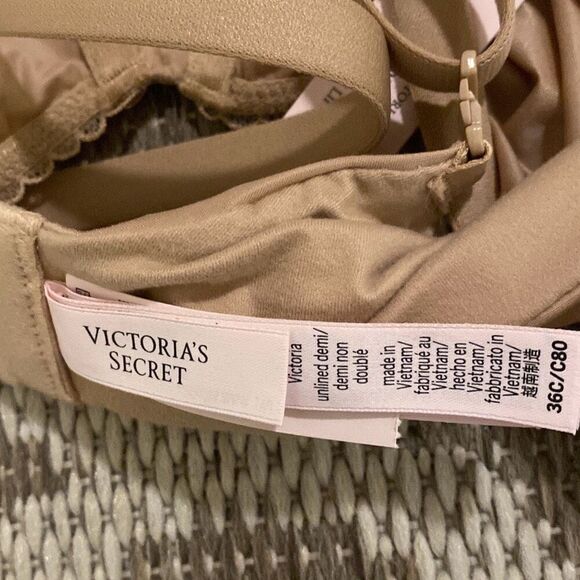 VICTORIA'S
SECRET
Victoria
unlined demi/
demi non
doublé
made in
Vietnam/
fabriqué au
Vietnam/
hecho en
Vietnam/
fabbricato in
Vietnam/
越南制造
36C/C80